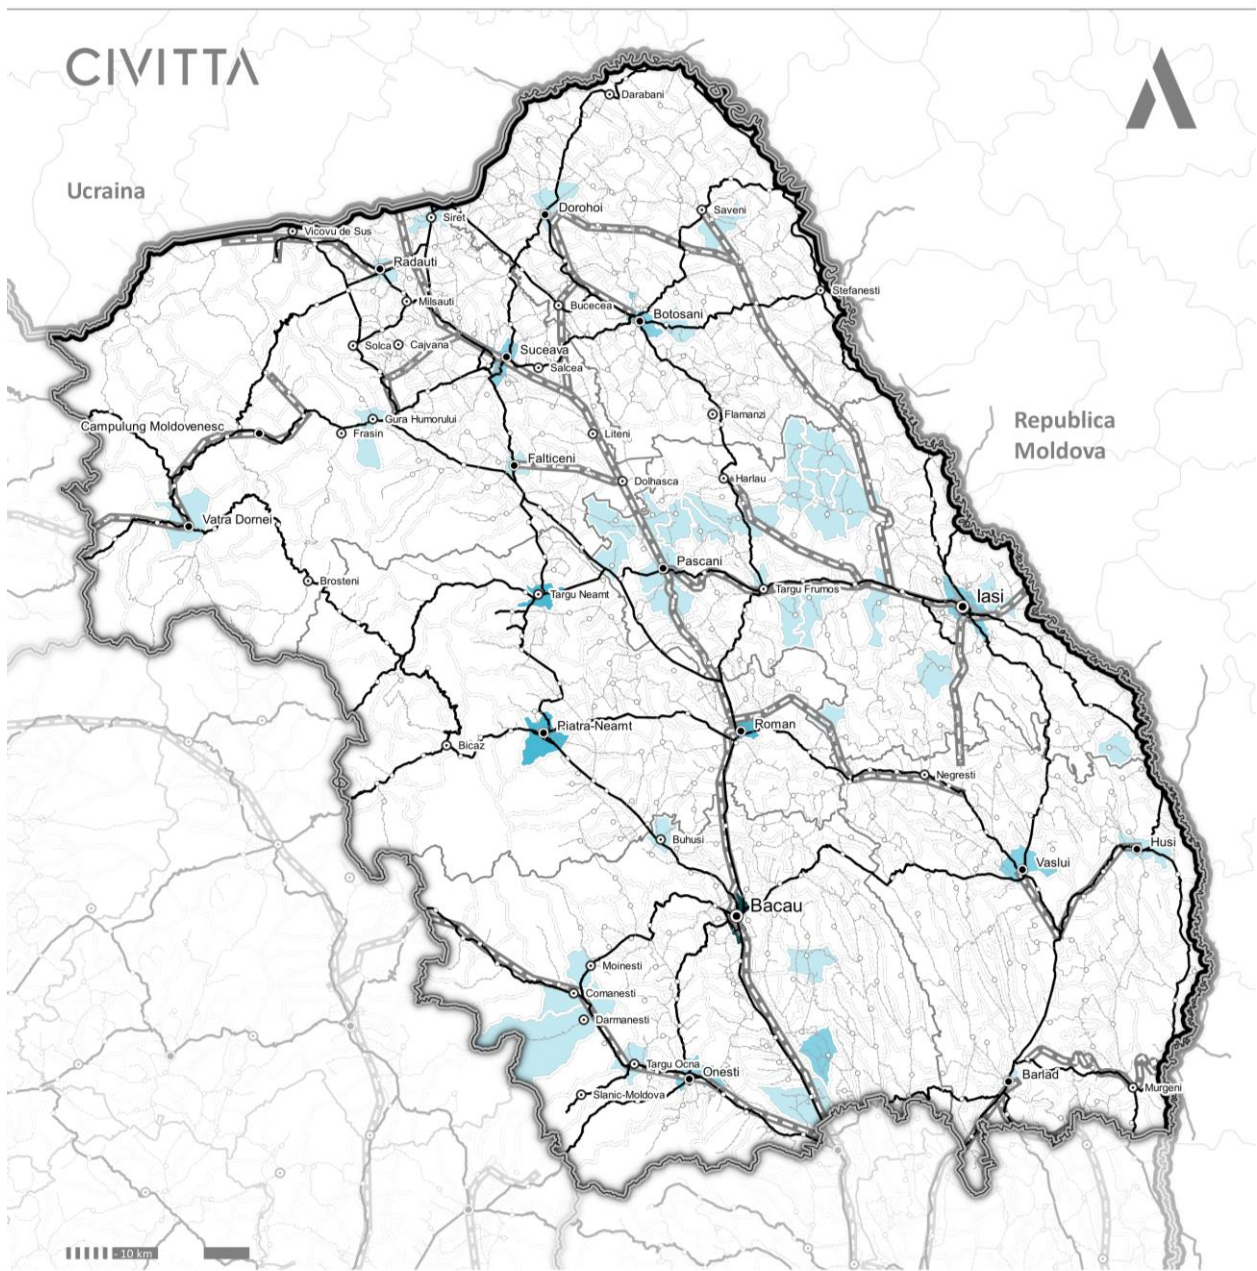 CIVITTA
Darabani
Ucraina
Siret
Dorohoi
Saveni
Vicovu de Sus
Radauti
Stefanesti
Milsauti
Bucecea
Botosani
Solca
Cajvana
Suceava
Salcea
Campulung Moldovenesc
Gura Humorului
Flamanzi
Republica
Moldova
Frasin
Liteni
Falticeni
Dolhasca
Harlau
Vatra Dornei
Pascani
Brosteni
Targu Neamt
Targu Frumos
Iasi
Piatra-Neamt
Roman
Bicaz
Negresti
Buhusi
Husi
Vaslui
Bacau
Moinesti
Comanesti
Darmanesti
Targu Ocna
Onesti
Barlad
Murgeni
Slanic-Moldova
- 10 km